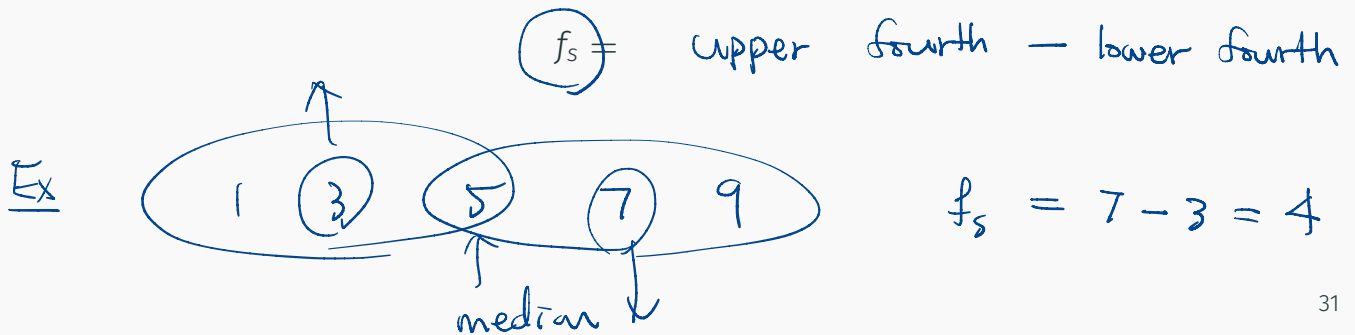 fs = upper fourth — lower fourth
Ex 1 3 5 7 9 fs = 7 - 3 = 4
median
31